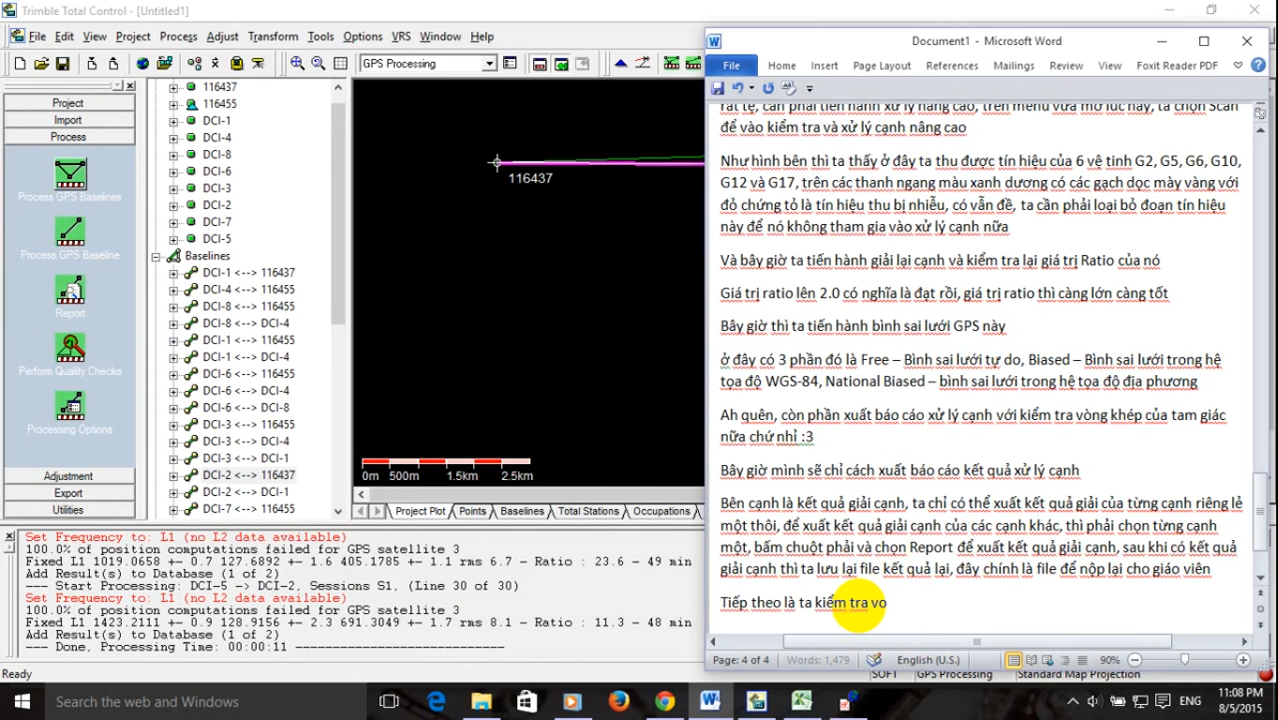 Trimble Total Control - [Untitled1]
File Edit View Project Process Adjust Transform Tools Options VRS Window Help
GPS Processing
Project
Import
Process
Process GPS Baselines
Process GPS Baseline
Report
Perform Quality Checks
Processing Options
Adjustment
Export
Utilities
116437
116455
DCI-1
DCI-4
DCI-8
DCI-6
DCI-3
DCI-2
DCI-7
DCI-5
Baselines
DCI-1 <--> 116437
DCI-4 <--> 116455
DCI-8 <--> 116455
DCI-8 <--> DCI-4
DCI-1 <--> 116455
DCI-1 <--> DCI-4
DCI-6 <--> 116455
DCI-6 <--> DCI-4
DCI-6 <--> DCI-8
DCI-3 <--> 116455
DCI-3 <--> DCI-4
DCI-3 <--> DCI-1
DCI-2 <--> 116437
DCI-2 <--> DCI-1
DCI-7 <--> 116455
116437
0m 500m 1.5km 2.5km
Project Plot Points Baselines Total Stations Occupations
Set Frequency to: L1 (no L2 data available)
100.0% of position computations failed for GPS satellite 3
Fixed L1 1019.0658 +- 0.7 127.6892 +- 1.6 405.1785 +- 1.1 rms 6.7 - Ratio : 23.6 - 49 min
Add Result(s) to Database (1 of 2)
--- Start Processing: DCI-5 -> DCI-2, Sessions S1, (Line 30 of 30)
Set Frequency to: L1 (no L2 data available)
100.0% of position computations failed for GPS satellite 3
Fixed L1 1423.2111 +- 0.9 128.9156 +- 2.3 691.3049 +- 1.7 rms 8.1 - Ratio : 11.3 - 48 min
Add Result(s) to Database (1 of 2)
--- Done, Processing Time: 00:00:11 ---------------------------
Ready
SOFT GPS Processing Standard Map Projection
Document1 - Microsoft Word
File Home Insert Page Layout References Mailings Review View Foxit Reader PDF
rất tệ, cần phải tiến hành xử lý nâng cao, trên menu vừa mở lúc nãy, ta chọn Scan
để vào kiểm tra và xử lý cạnh nâng cao
Như hình bên thì ta thấy ở đây ta thu được tín hiệu của 6 vệ tinh G2, G5, G6, G10,
G12 và G17, trên các thanh ngang màu xanh dương có các gạch dọc mày vàng với
đỏ chứng tỏ là tín hiệu thu bị nhiễu, có vẫn đề, ta cần phải loại bỏ đoạn tín hiệu
này để nó không tham gia vào xử lý cạnh nữa
Và bây giờ ta tiến hành giải lại cạnh và kiểm tra lại giá trị Ratio của nó
Giá trị ratio lên 2.0 có nghĩa là đạt rồi, giá trị ratio thì càng lớn càng tốt
Bây giờ thì ta tiến hành bình sai lưới GPS này
ở đây có 3 phần đó là Free – Bình sai lưới tự do, Biased – Bình sai lưới trong hệ
tọa độ WGS-84, National Biased – bình sai lưới trong hệ tọa độ địa phương
Ah quên, còn phần xuất báo cáo xử lý cạnh với kiểm tra vòng khép của tam giác
nữa chứ nhỉ :3
Bây giờ mình sẽ chỉ cách xuất báo cáo kết quả xử lý cạnh
Bên cạnh là kết quả giải cạnh, ta chỉ có thể xuất kết quả giải của từng cạnh riêng lẻ
một thôi, để xuất kết quả giải cạnh của các cạnh khác, thì phải chọn từng cạnh
một, bấm chuột phải và chọn Report để xuất kết quả giải cạnh, sau khi có kết quả
giải cạnh thì ta lưu lại file kết quả lại, đây chính là file để nộp lại cho giáo viên
Tiếp theo là ta kiểm tra vo
Page: 4 of 4 Words: 1,479 English (U.S.) 90%
Search the web and Windows
ENG
11:08 PM
8/5/2015